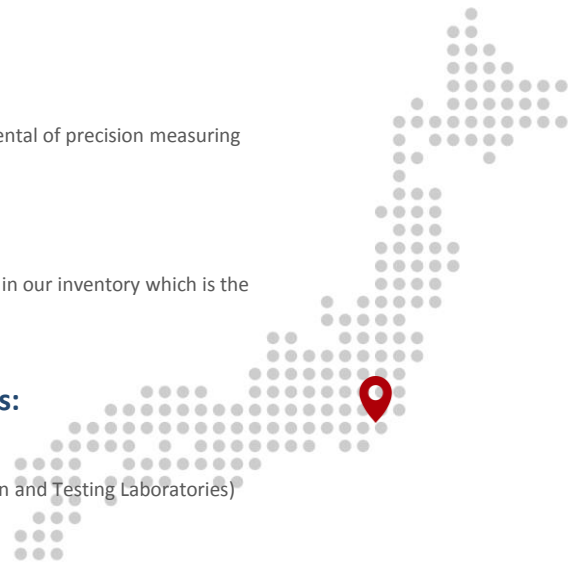 ental of precision measuring
in our inventory which is the
s:
n and Testing Laboratories)